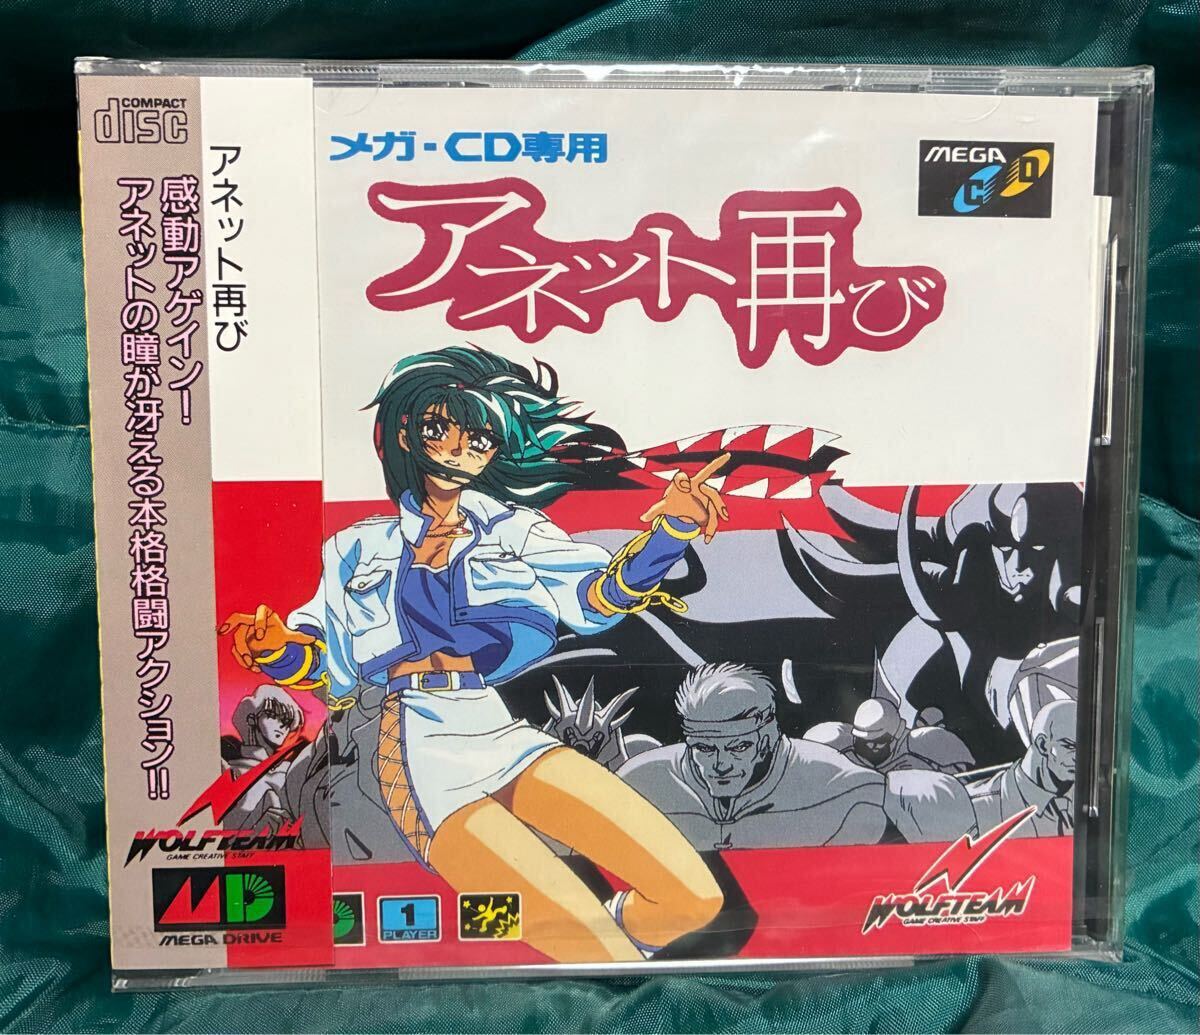 COMPACT
disc
感動アゲイン!
アネットの瞳が冴える本格格闘アクション!!
アネット再び
WOLFTEAM
GAME CREATIVE STAFF
MD
MEGA DRIVE
メガ-CD専用
MEGA
CD
アネット再び
1
PLAYER
WOLFTEAM
GAME CREATIVE STAFF